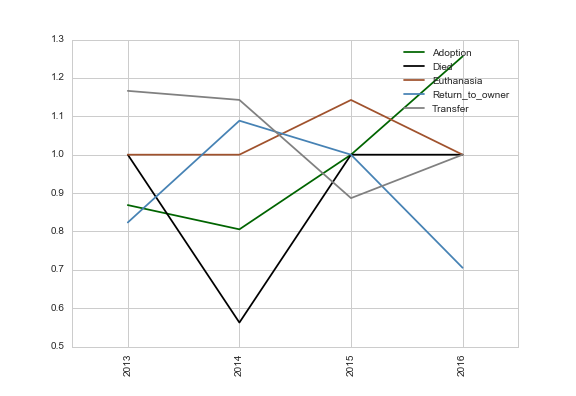 1.3
1.2
1.1
1.0
0.9
0.8
0.7
0.6
0.5
Adoption
Died
Euthanasia
Return_to_owner
Transfer
2013
2014
2015
2016